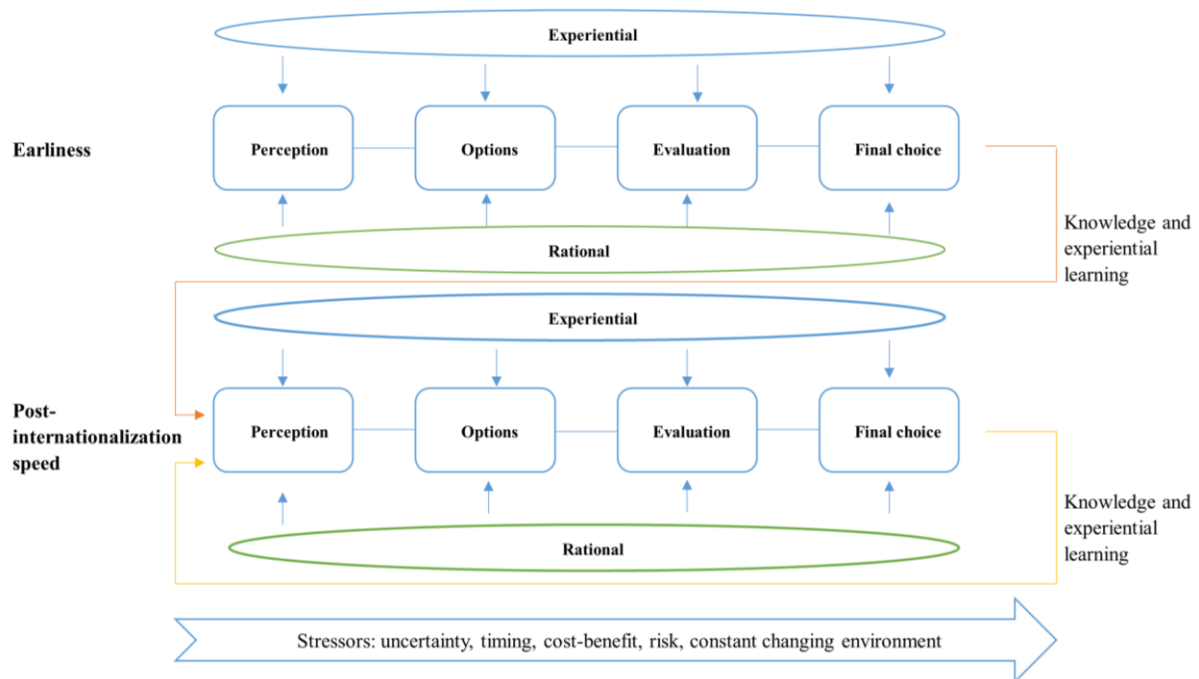 Experiential
Earliness
Perception
Options
Evaluation
Final choice
Rational
Knowledge and
experiential
learning
Experiential
Post-
internationalization
speed
Perception
Options
Evaluation
Final choice
Rational
Knowledge and
experiential
learning
Stressors: uncertainty, timing, cost-benefit, risk, constant changing environment